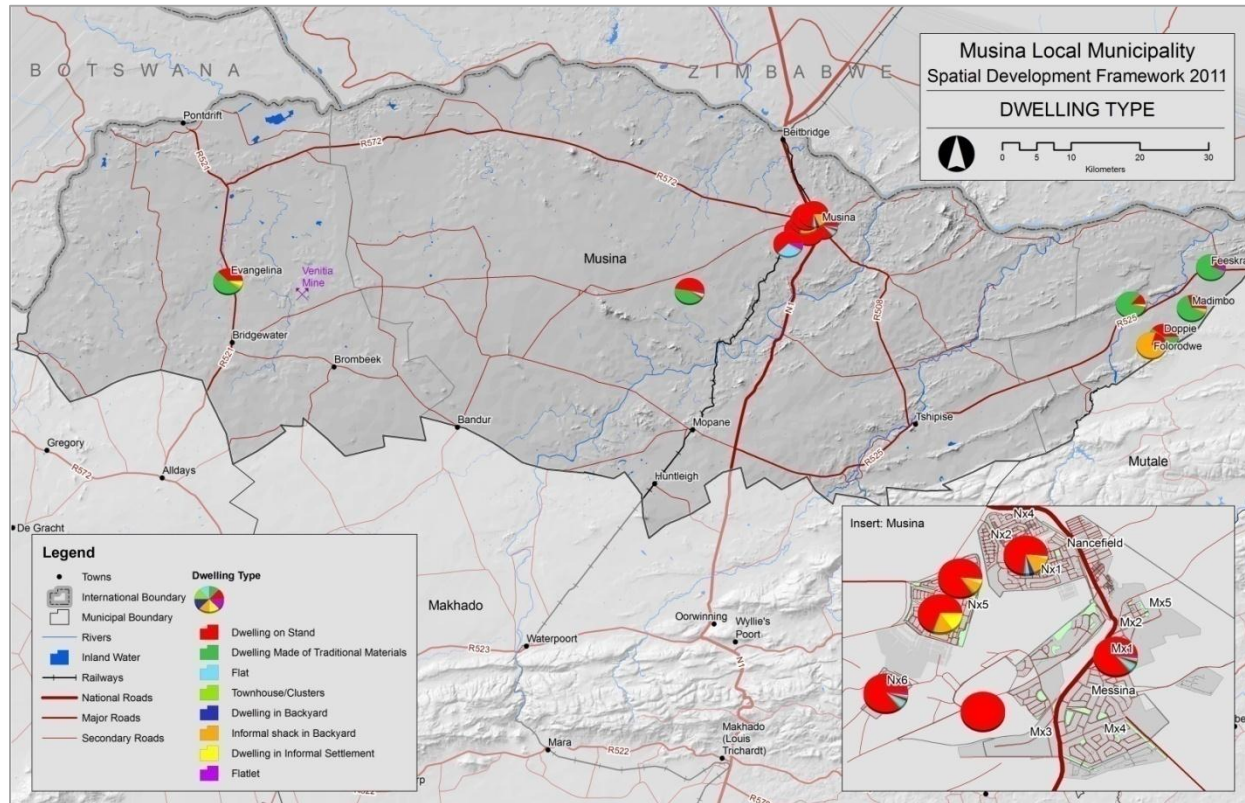 BOTSWANA
ZIMBABWE
Musina Local Municipality
Spatial Development Framework 2011
DWELLING TYPE
0 5 10 20 30
Kilometers
Pontdrift
R521
R572
R572
Beitbridge
Musina
Evangelina
Venitia
Mine
Musina
Feeskra
Madimbo
Doppie
Folorodwe
R525
R508
N1
Bridgewater
R521
Brombeek
Bandur
Mopane
Tshipise
R525
Huntleigh
Mutale
Gregory
R572
Alldays
De Gracht
Makhado
Waterpoort
R523
Oorwinning
Wyllie's
Poort
N1
Mara
R522
Makhado
(Louis
Trichardt)
R522
Legend
Towns
International Boundary
Municipal Boundary
Rivers
Inland Water
Railways
National Roads
Major Roads
Secondary Roads
Dwelling Type
Dwelling on Stand
Dwelling Made of Traditional Materials
Flat
Townhouse/Clusters
Dwelling in Backyard
Informal shack in Backyard
Dwelling in Informal Settlement
Flatlet
Insert: Musina
Nx4
Nx2
Nancefield
Nx1
Nx5
Mx5
Mx2
Mx1
Nx6
Messina
Mx3
Mx4